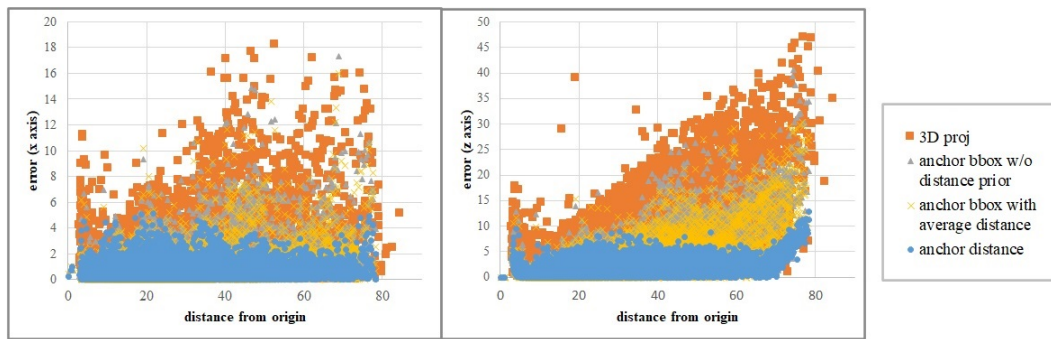 20
18
16
14
12
10
8
6
4
2
0
error (x axis)
0 20 40 60 80
distance from origin
50
45
40
35
30
25
20
15
10
5
0
error (z axis)
0 20 40 60 80
distance from origin
3D proj
anchor bbox w/o
distance prior
anchor bbox with
average distance
anchor distance